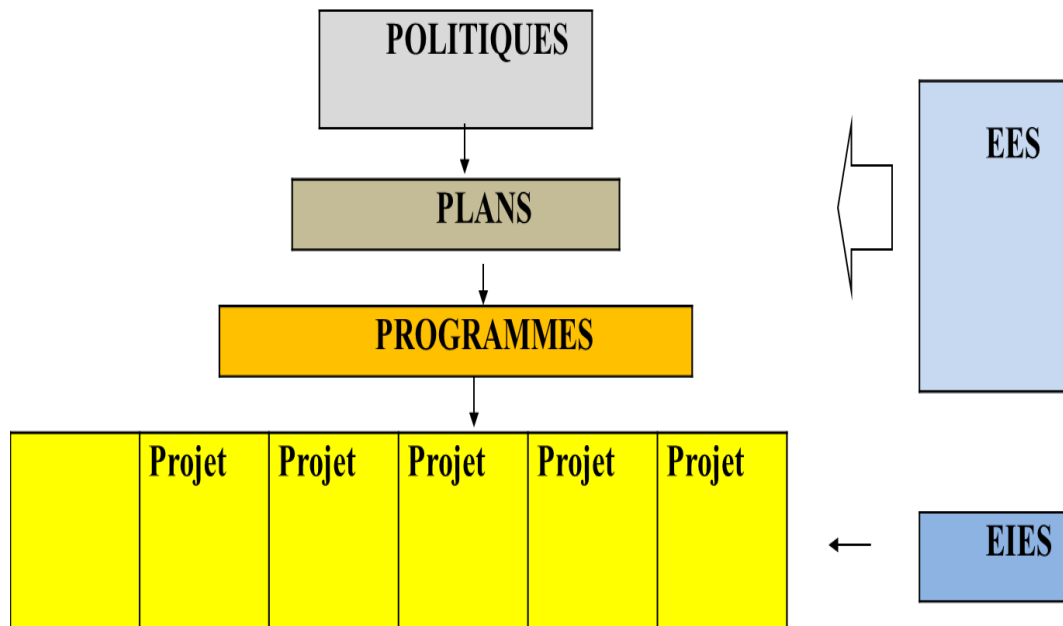 POLITIQUES
EES
PLANS
PROGRAMMES
Projet Projet Projet Projet Projet
EIES